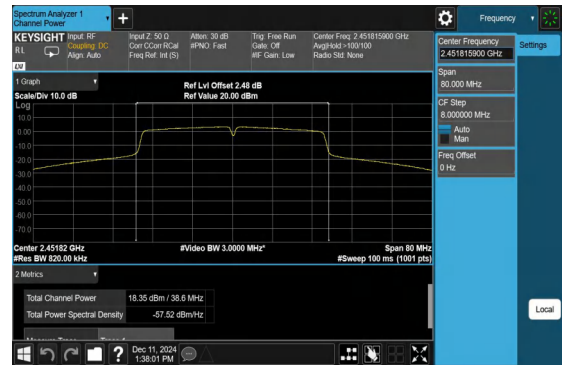 Spectrum Analyzer 1
Channel Power
+
Frequency
KEYSIGHT
RL
LXI
Input: RF
Coupling: DC
Align: Auto
Input Z: 50 Ω
Corr CCorr RCal
Freq Ref: Int (S)
Atten: 30 dB
#PNO: Fast
Trig: Free Run
Gate: Off
#IF Gain: Low
Center Freq: 2.451815900 GHz
Avg|Hold:>100/100
Radio Std: None
Center Frequency
2.451815900 GHz
Settings
Span
80.000 MHz
CF Step
8.000000 MHz
Auto
Man
Freq Offset
0 Hz
1 Graph
Scale/Div 10.0 dB
Ref Lvl Offset 2.48 dB
Ref Value 20.00 dBm
Log
10.0
0.00
-10.0
-20.0
-30.0
-40.0
-50.0
-60.0
-70.0
Center 2.45182 GHz
#Video BW 3.0000 MHz*
Span 80 MHz
#Res BW 820.00 kHz
#Sweep 100 ms (1001 pts)
2 Metrics
Total Channel Power 18.35 dBm / 38.6 MHz
Total Power Spectral Density -57.52 dBm/Hz
Local
?
Dec 11, 2024
1:38:01 PM